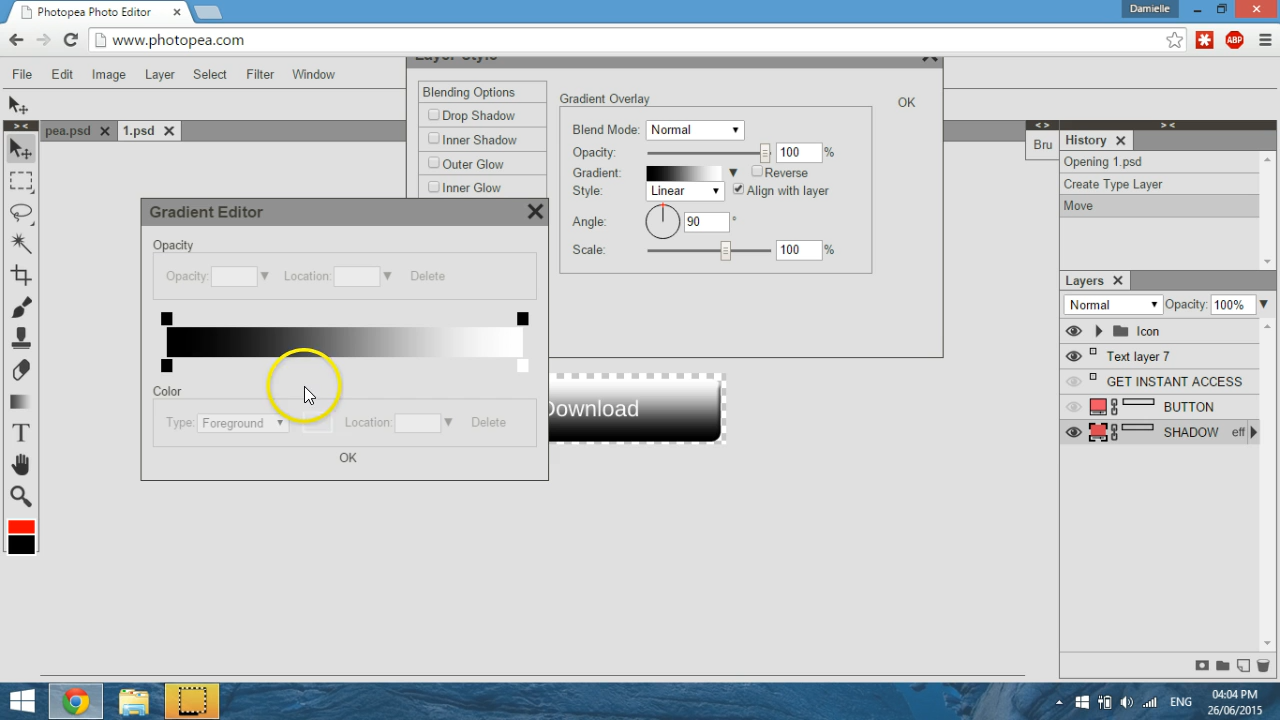 Photopea Photo Editor
Damielle
www.photopea.com
ABP
File Edit Image Layer Select Filter Window
Layer Style
pea.psd 1.psd
Blending Options
Drop Shadow
Inner Shadow
Outer Glow
Inner Glow
Gradient Overlay
OK
Blend Mode: Normal
Opacity: 100 %
Gradient: Reverse
Style: Linear Align with layer
Angle: 90 °
Scale: 100 %
Gradient Editor
Opacity
Opacity: Location: Delete
Color
Type: Foreground Location: Delete
OK
Download
Bru
History
Opening 1.psd
Create Type Layer
Move
Layers
Normal Opacity: 100%
Icon
Text layer 7
GET INSTANT ACCESS
BUTTON
SHADOW eff
T
ENG
04:04 PM
26/06/2015